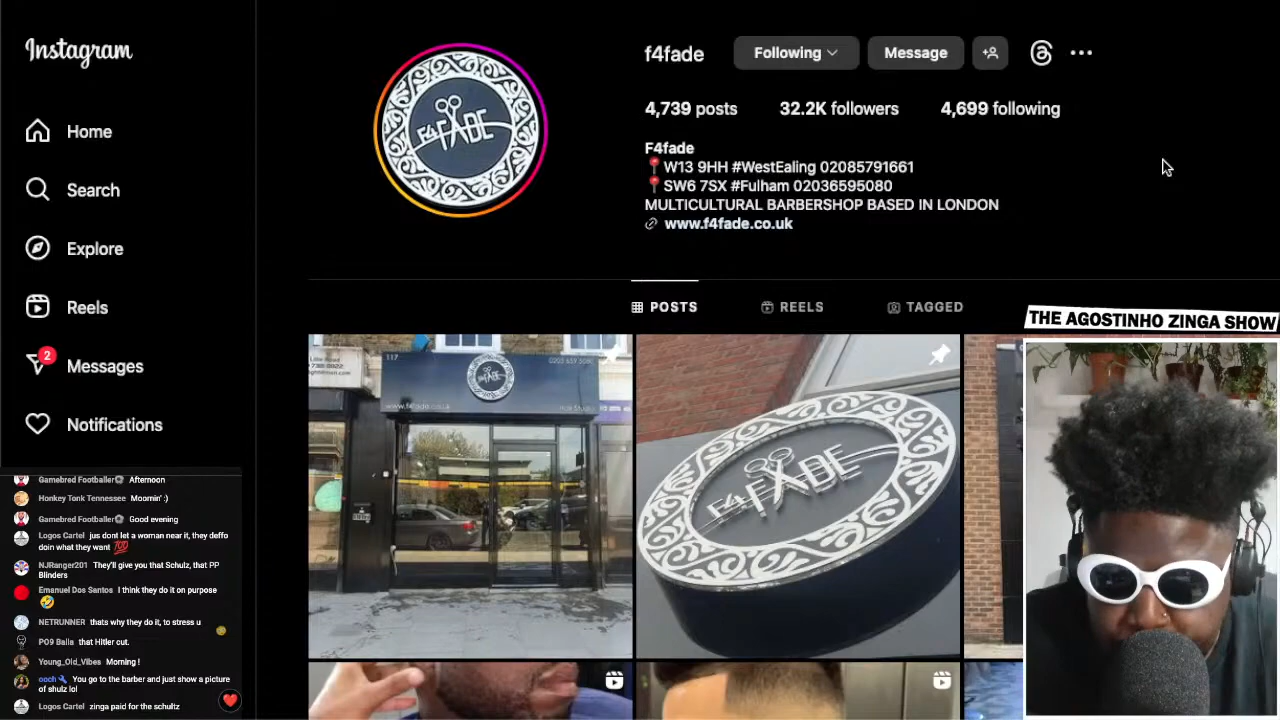 Instagram
Home
Search
Explore
Reels
2
Messages
Notifications
f4fade
Following
Message
4,739 posts
32.2K followers
4,699 following
F4fade
W13 9HH #WestEaling 02085791661
SW6 7SX #Fulham 02036595080
MULTICULTURAL BARBERSHOP BASED IN LONDON
www.f4fade.co.uk
POSTS
REELS
TAGGED
THE AGOSTINHO ZINGA SHOW
117
F4FADE
www.f4fade.co.uk
F4 FADE
Gamebred Footballer Afternoon
Honkey Tonk Tennessee Moornin' :)
Gamebred Footballer Good evening
Logos Cartel jus dont let a woman near it, they deffo
doin what they want 💯
NJRanger201 They'll give you that Schulz, that PP
Blinders
Emanuel Dos Santos I think they do it on purpose
🤣
NETRUNNER thats why they do it, to stress u
PO9 Balla that Hitler cut.
Young_Old_Vibes Morning !
ooch You go to the barber and just show a picture
of shulz lol
Logos Cartel zinga paid for the schultz